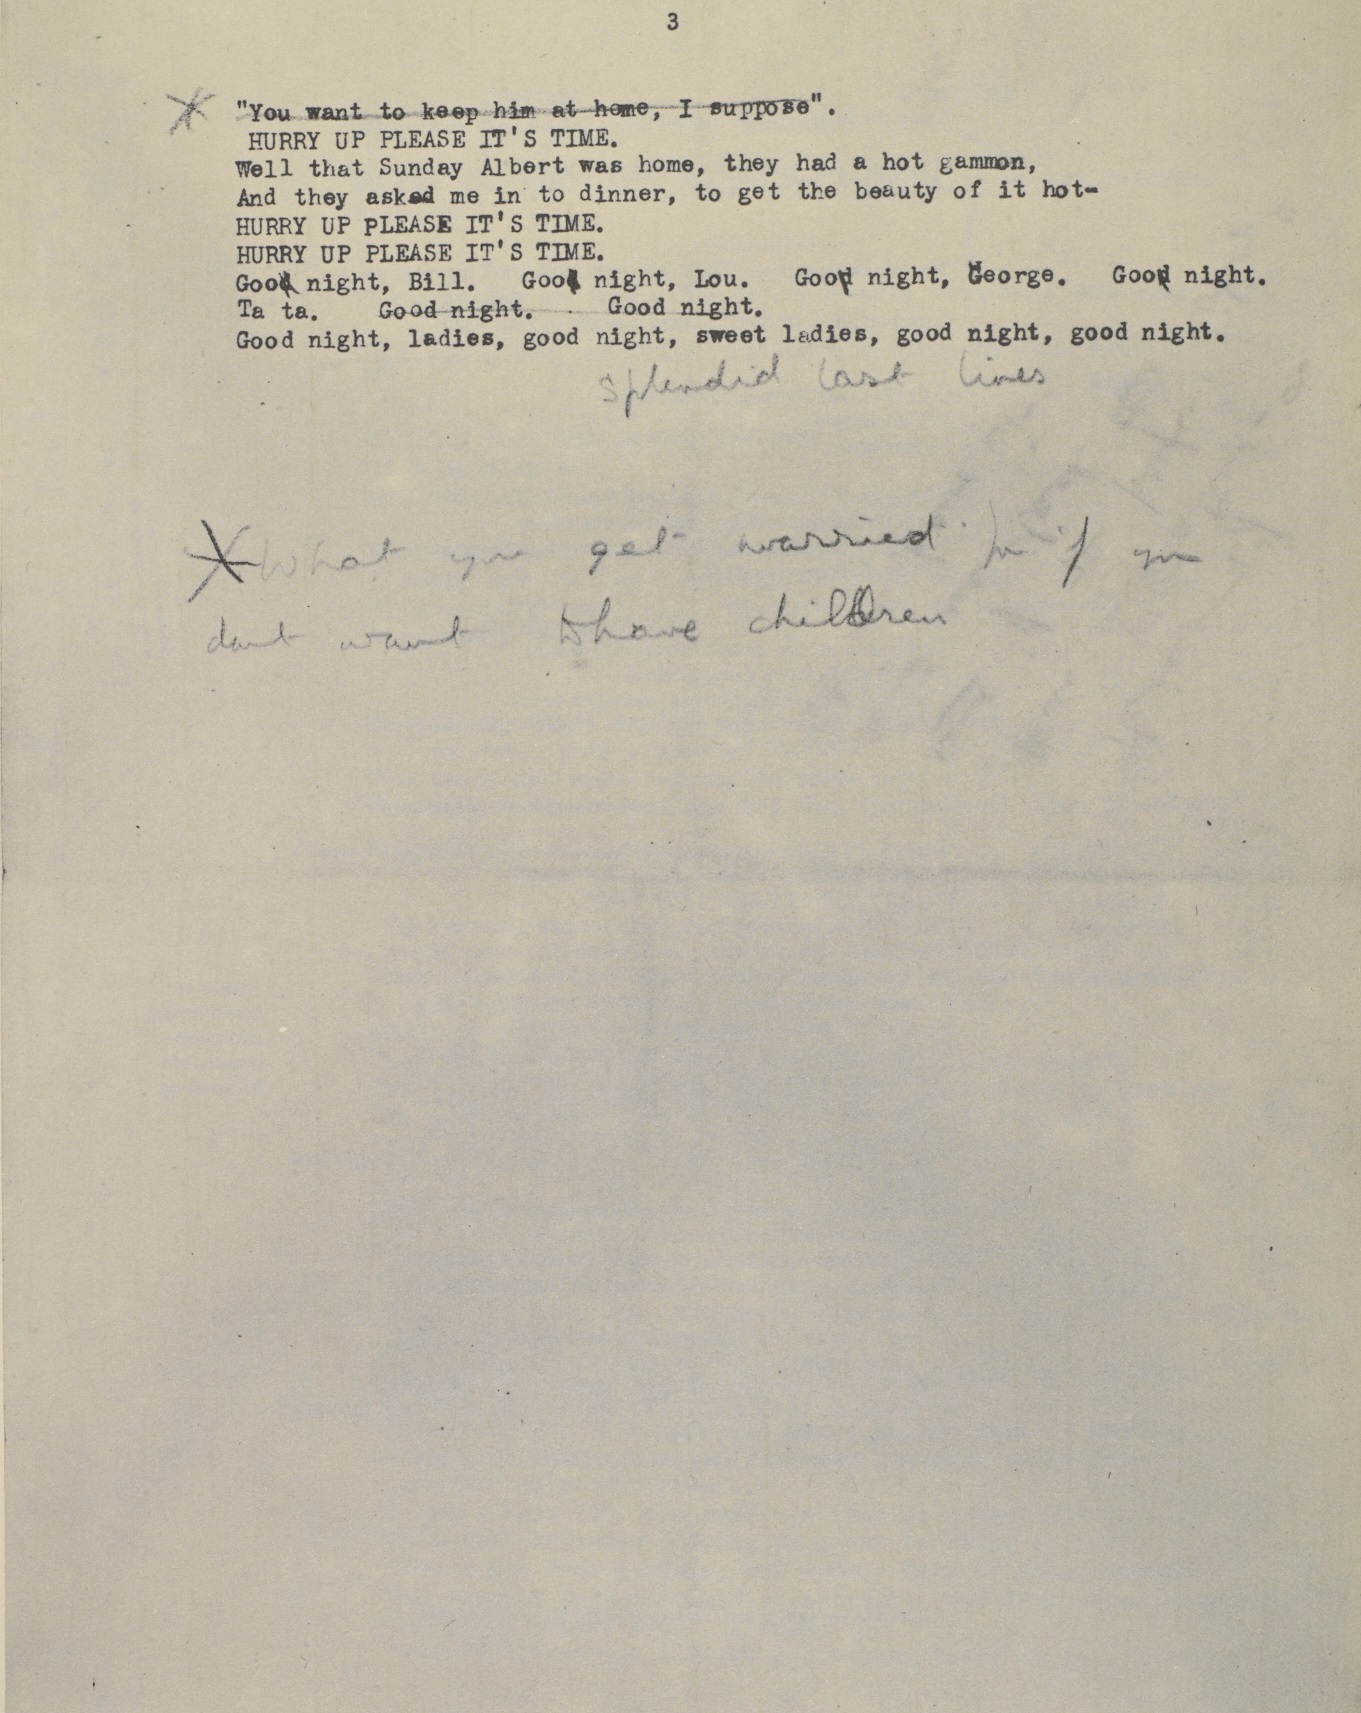 3
"You want to keep him at home, I suppose".
HURRY UP PLEASE IT'S TIME.
Well that Sunday Albert was home, they had a hot gammon,
And they asked me in to dinner, to get the beauty of it hot-
HURRY UP PLEASE IT'S TIME.
HURRY UP PLEASE IT'S TIME.
Good night, Bill. Good night, Lou. Good night, George. Good night.
Ta ta. Good night. Good night.
Good night, ladies, good night, sweet ladies, good night, good night.
Splendid last lines
What you get married for if you
dont want to have children